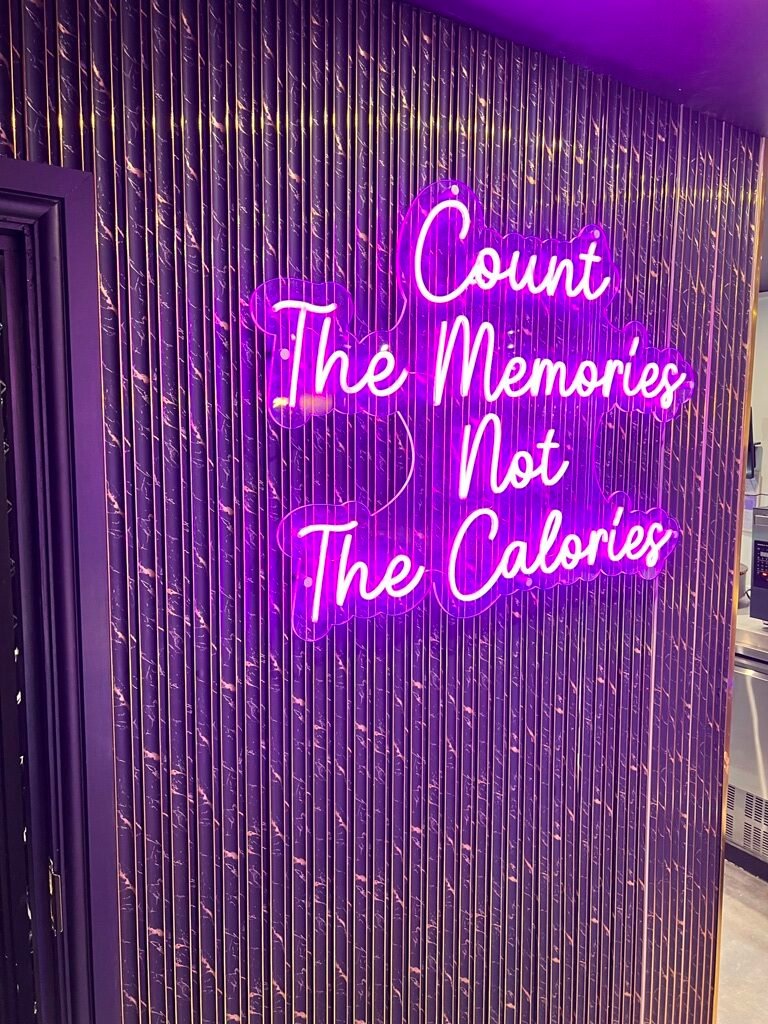 Count
The Memories
Not
The Calories